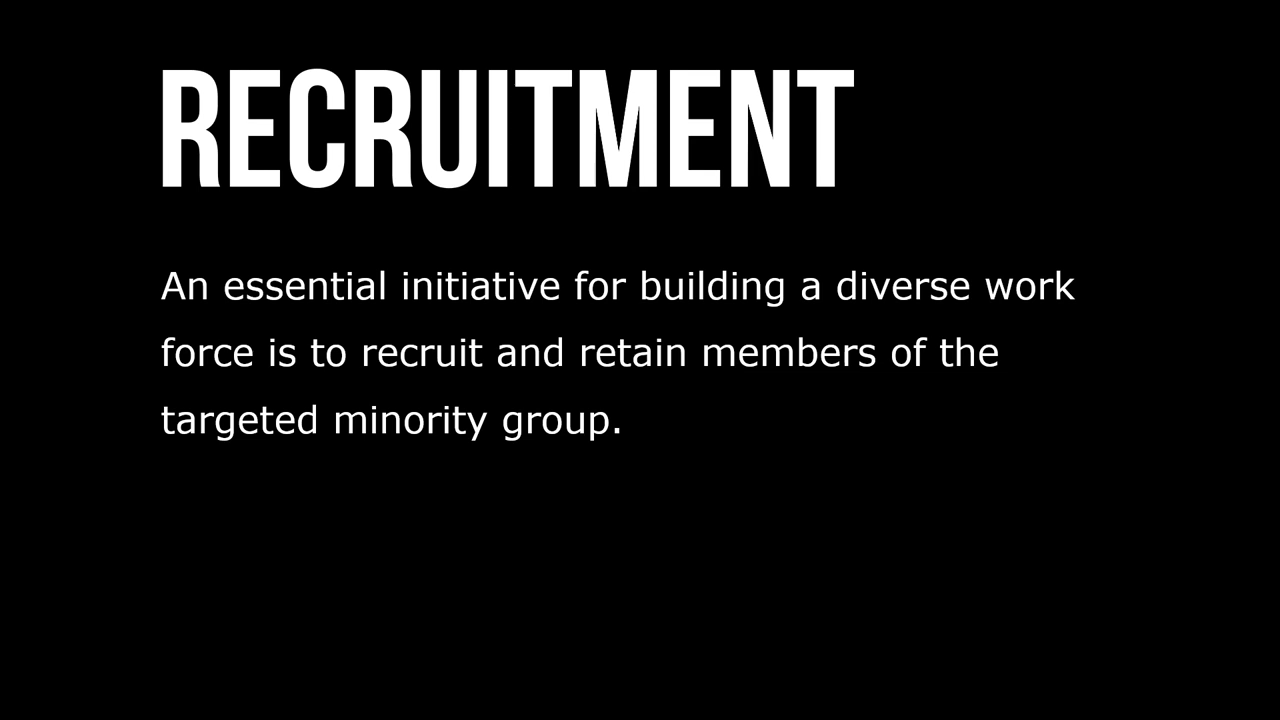 RECRUITMENT
An essential initiative for building a diverse work
force is to recruit and retain members of the
targeted minority group.